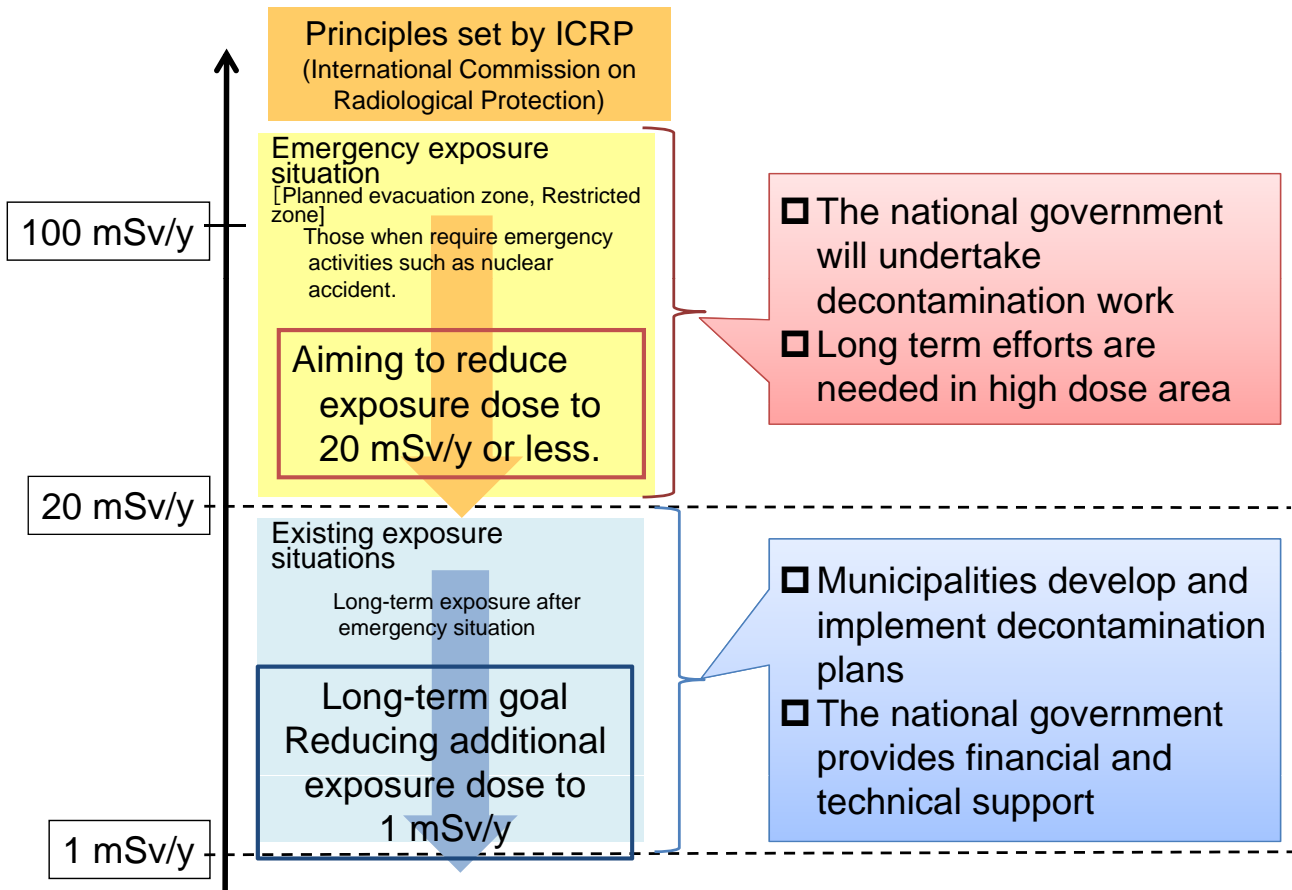 Principles set by ICRP
(International Commission on
Radiological Protection)
Emergency exposure
situation
[Planned evacuation zone, Restricted
zone]
Those when require emergency
activities such as nuclear
accident.
100 mSv/y
Aiming to reduce
exposure dose to
20 mSv/y or less.
❑ The national government
will undertake
decontamination work
❑ Long term efforts are
needed in high dose area
20 mSv/y
Existing exposure
situations
Long-term exposure after
emergency situation
Long-term goal
Reducing additional
exposure dose to
1 mSv/y
❑ Municipalities develop and
implement decontamination
plans
❑ The national government
provides financial and
technical support
1 mSv/y